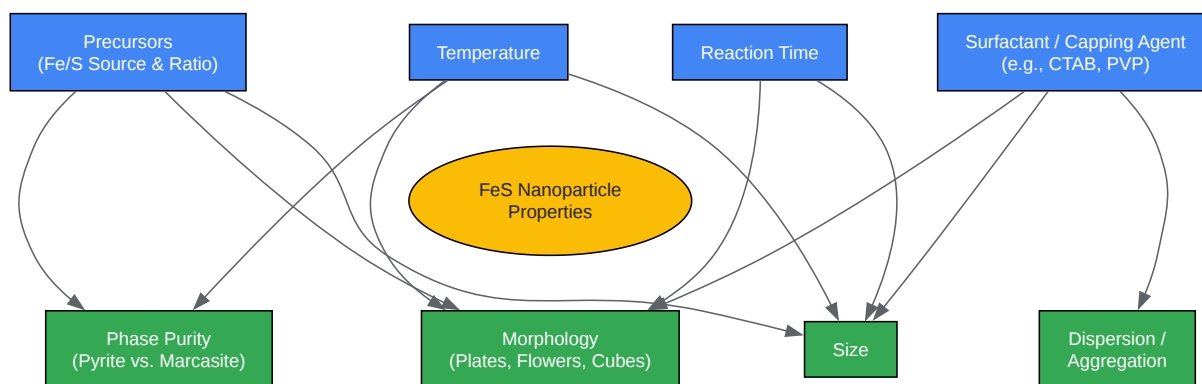 Precursors
(Fe/S Source & Ratio)
Temperature
Reaction Time
Surfactant / Capping Agent
(e.g., CTAB, PVP)
FeS Nanoparticle
Properties
Phase Purity
(Pyrite vs. Marcasite)
Morphology
(Plates, Flowers, Cubes)
Size
Dispersion /
Aggregation